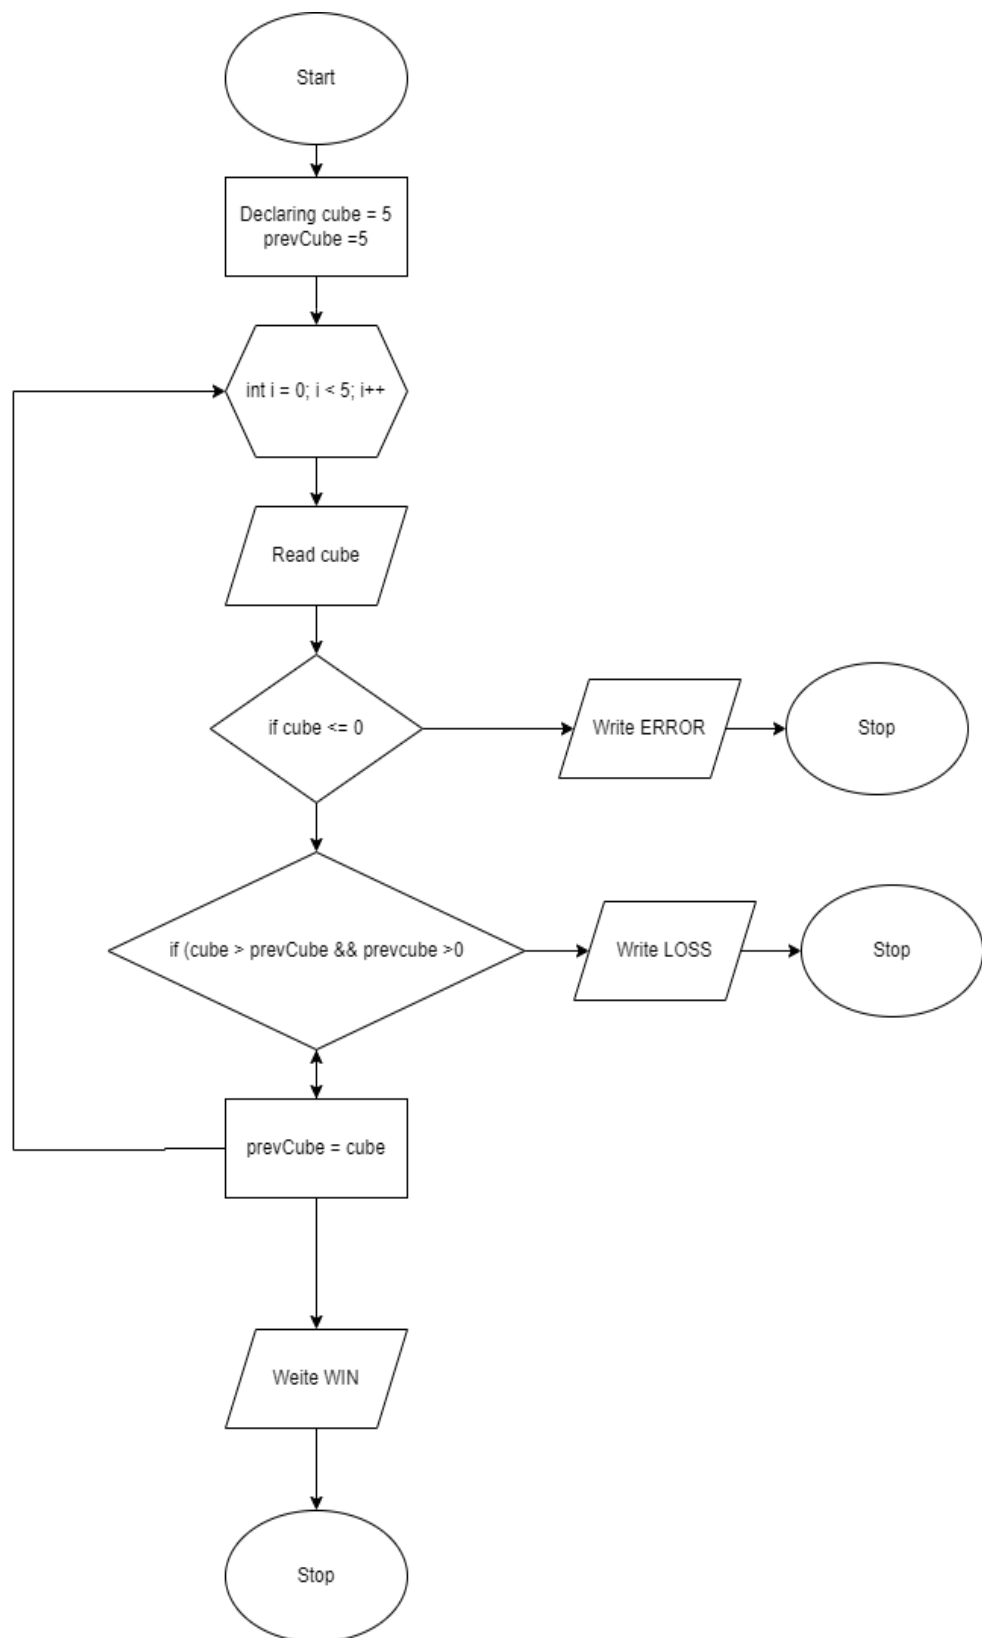 Start
Declaring cube = 5
prevCube =5
int i = 0; i < 5; i++
Read cube
if cube <= 0
Write ERROR
Stop
if (cube > prevCube && prevcube >0
Write LOSS
Stop
prevCube = cube
Weite WIN
Stop